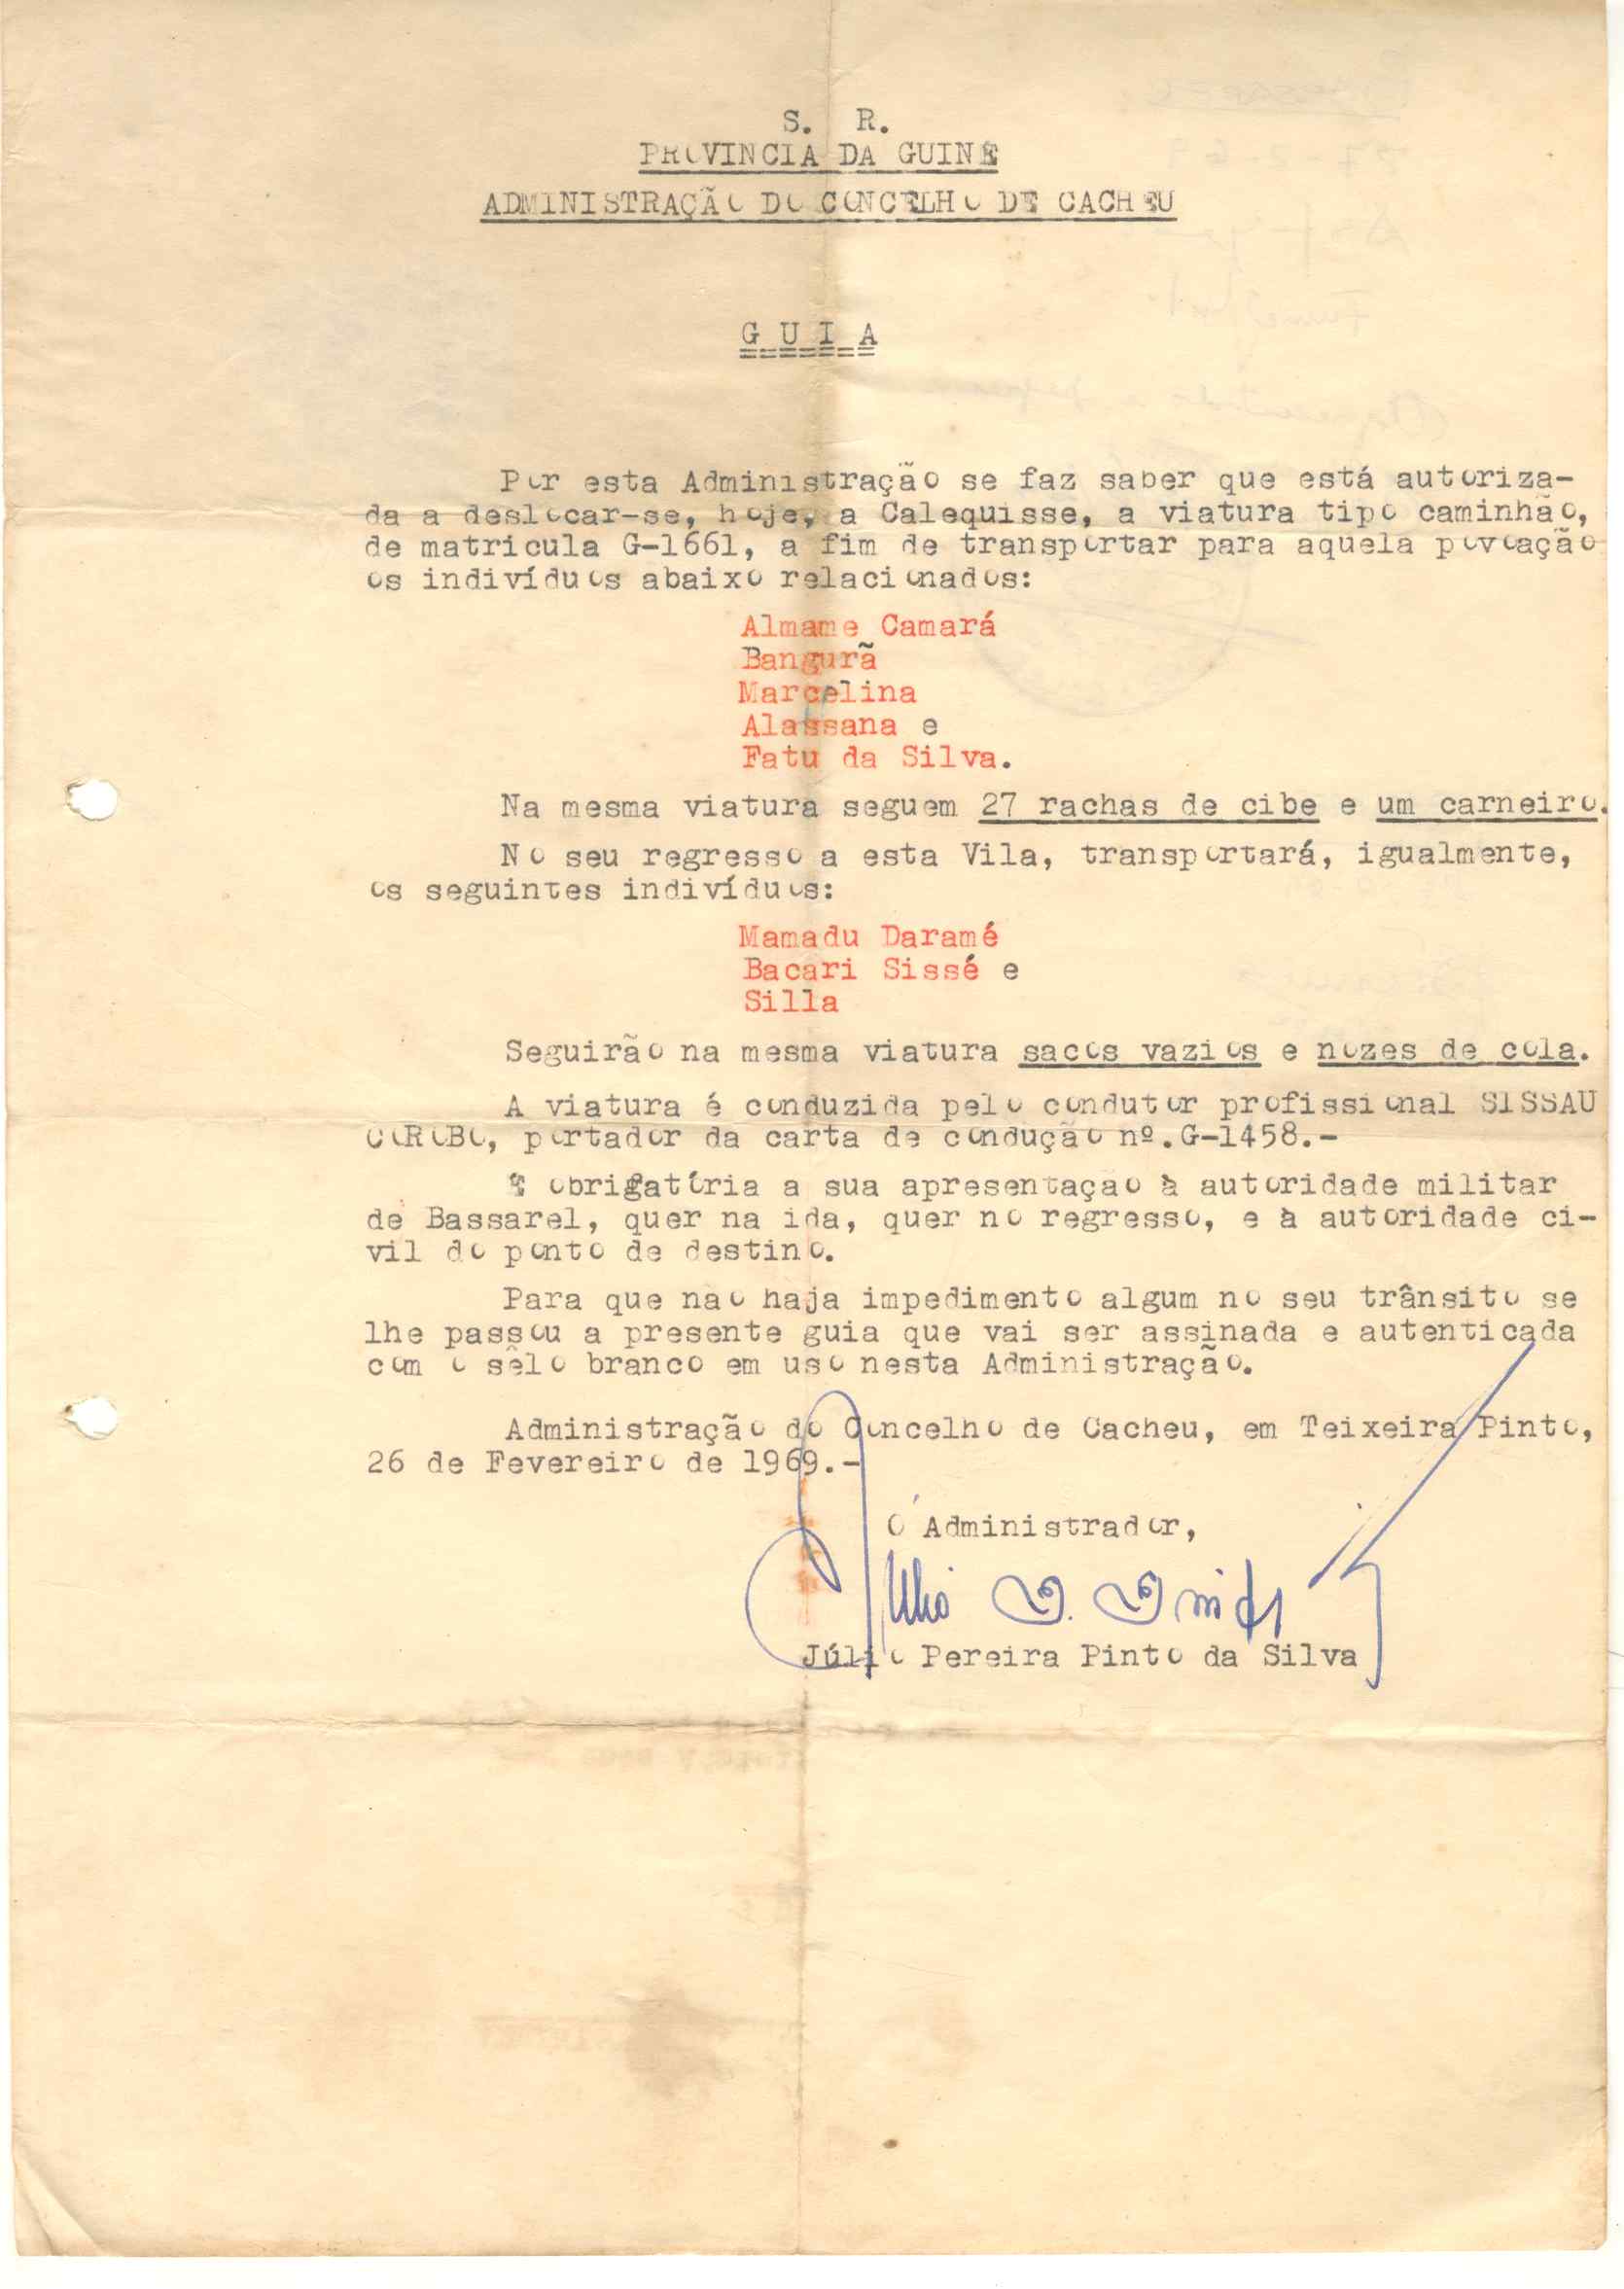 S. R.
PROVINCIA DA GUINÉ
ADMINISTRAÇÃO DO CONCELHO DE CACHEU
G U I A
Por esta Administração se faz saber que está autoriza-
da a deslocar-se, hoje, a Calequisse, a viatura tipo caminhão,
de matricula G-1661, a fim de transportar para aquela povoação
os indivíduos abaixo relacionados:
Almame Camará
Bangurã
Marcelina
Alassana e
Fatu da Silva.
Na mesma viatura seguem 27 rachas de cibe e um carneiro.
No seu regresso a esta Vila, transportará, igualmente,
os seguintes indivíduos:
Mamadu Daramé
Bacari Sissé e
Silla
Seguirão na mesma viatura sacos vazios e nozes de cola.
A viatura é conduzida pelo condutor profissional SISSAU
OCROBO, portador da carta de condução nº.G-1458.-
É obrigatória a sua apresentaçao à autoridade militar
de Bassarel, quer na ida, quer no regresso, e à autoridade ci-
vil do ponto de destino.
Para que nao haja impedimento algum no seu trânsito se
lhe passou a presente guia que vai ser assinada e autenticada
com o sêlo branco em uso nesta Administração.
Administração do Concelho de Cacheu, em Teixeira Pinto,
26 de Fevereiro de 1969.-
O Administrador,
Júlio Pereira Pinto da Silva